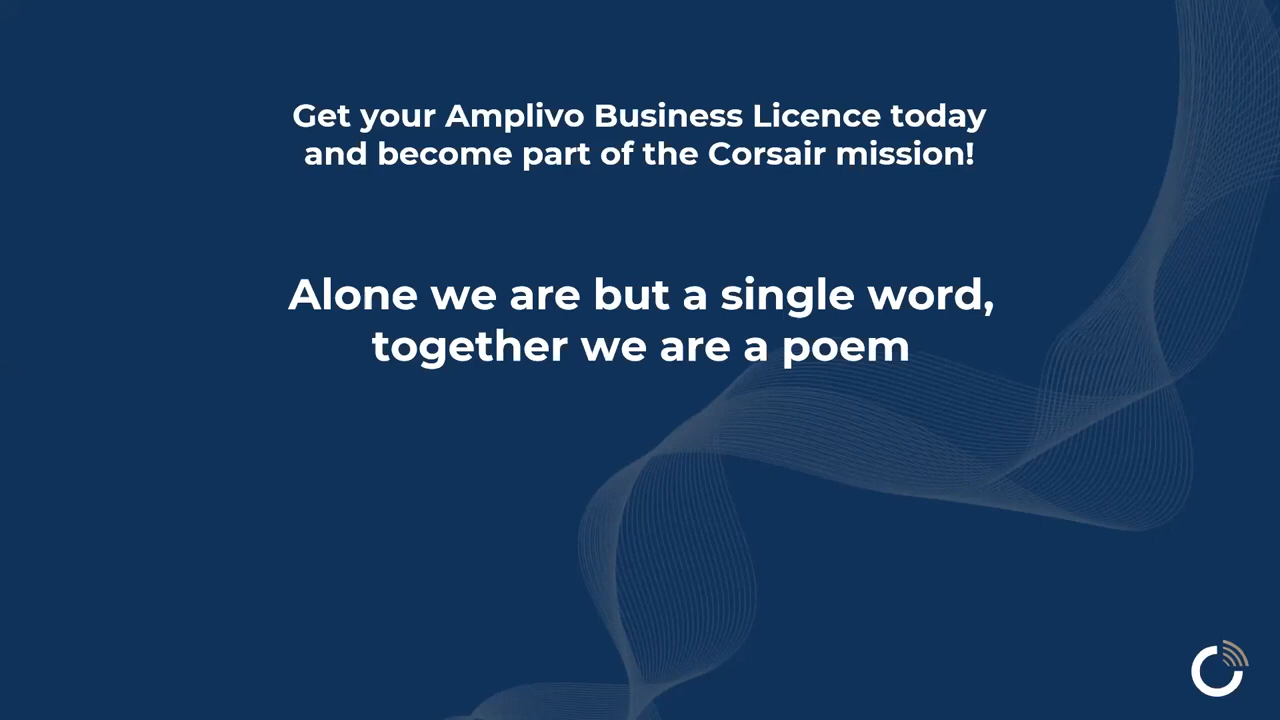 Get your Amplivo Business Licence today
and become part of the Corsair mission!
Alone we are but a single word,
together we are a poem